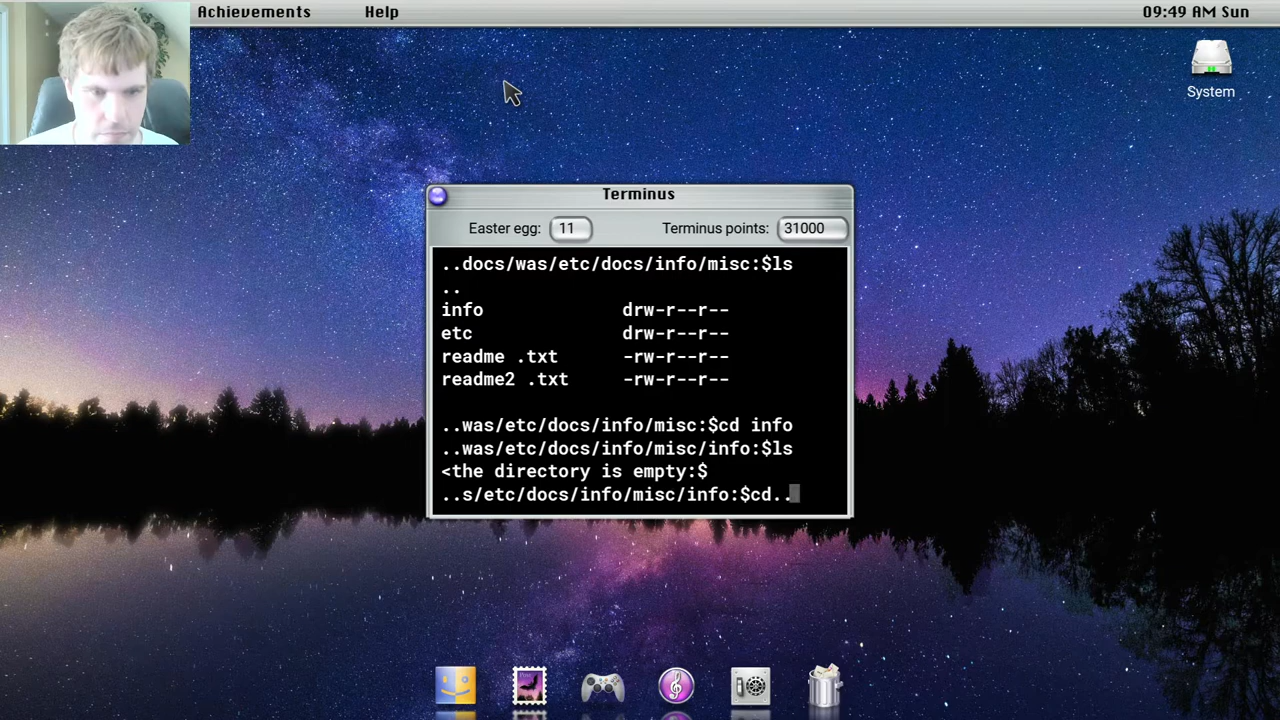 Achievements Help 09:49 AM Sun
System
Terminus
Easter egg: 11 Terminus points: 31000
..docs/was/etc/docs/info/misc:$ls
..
info drw-r--r--
etc drw-r--r--
readme .txt -rw-r--r--
readme2 .txt -rw-r--r--
..was/etc/docs/info/misc:$cd info
..was/etc/docs/info/misc/info:$ls
<the directory is empty:$
..s/etc/docs/info/misc/info:$cd..